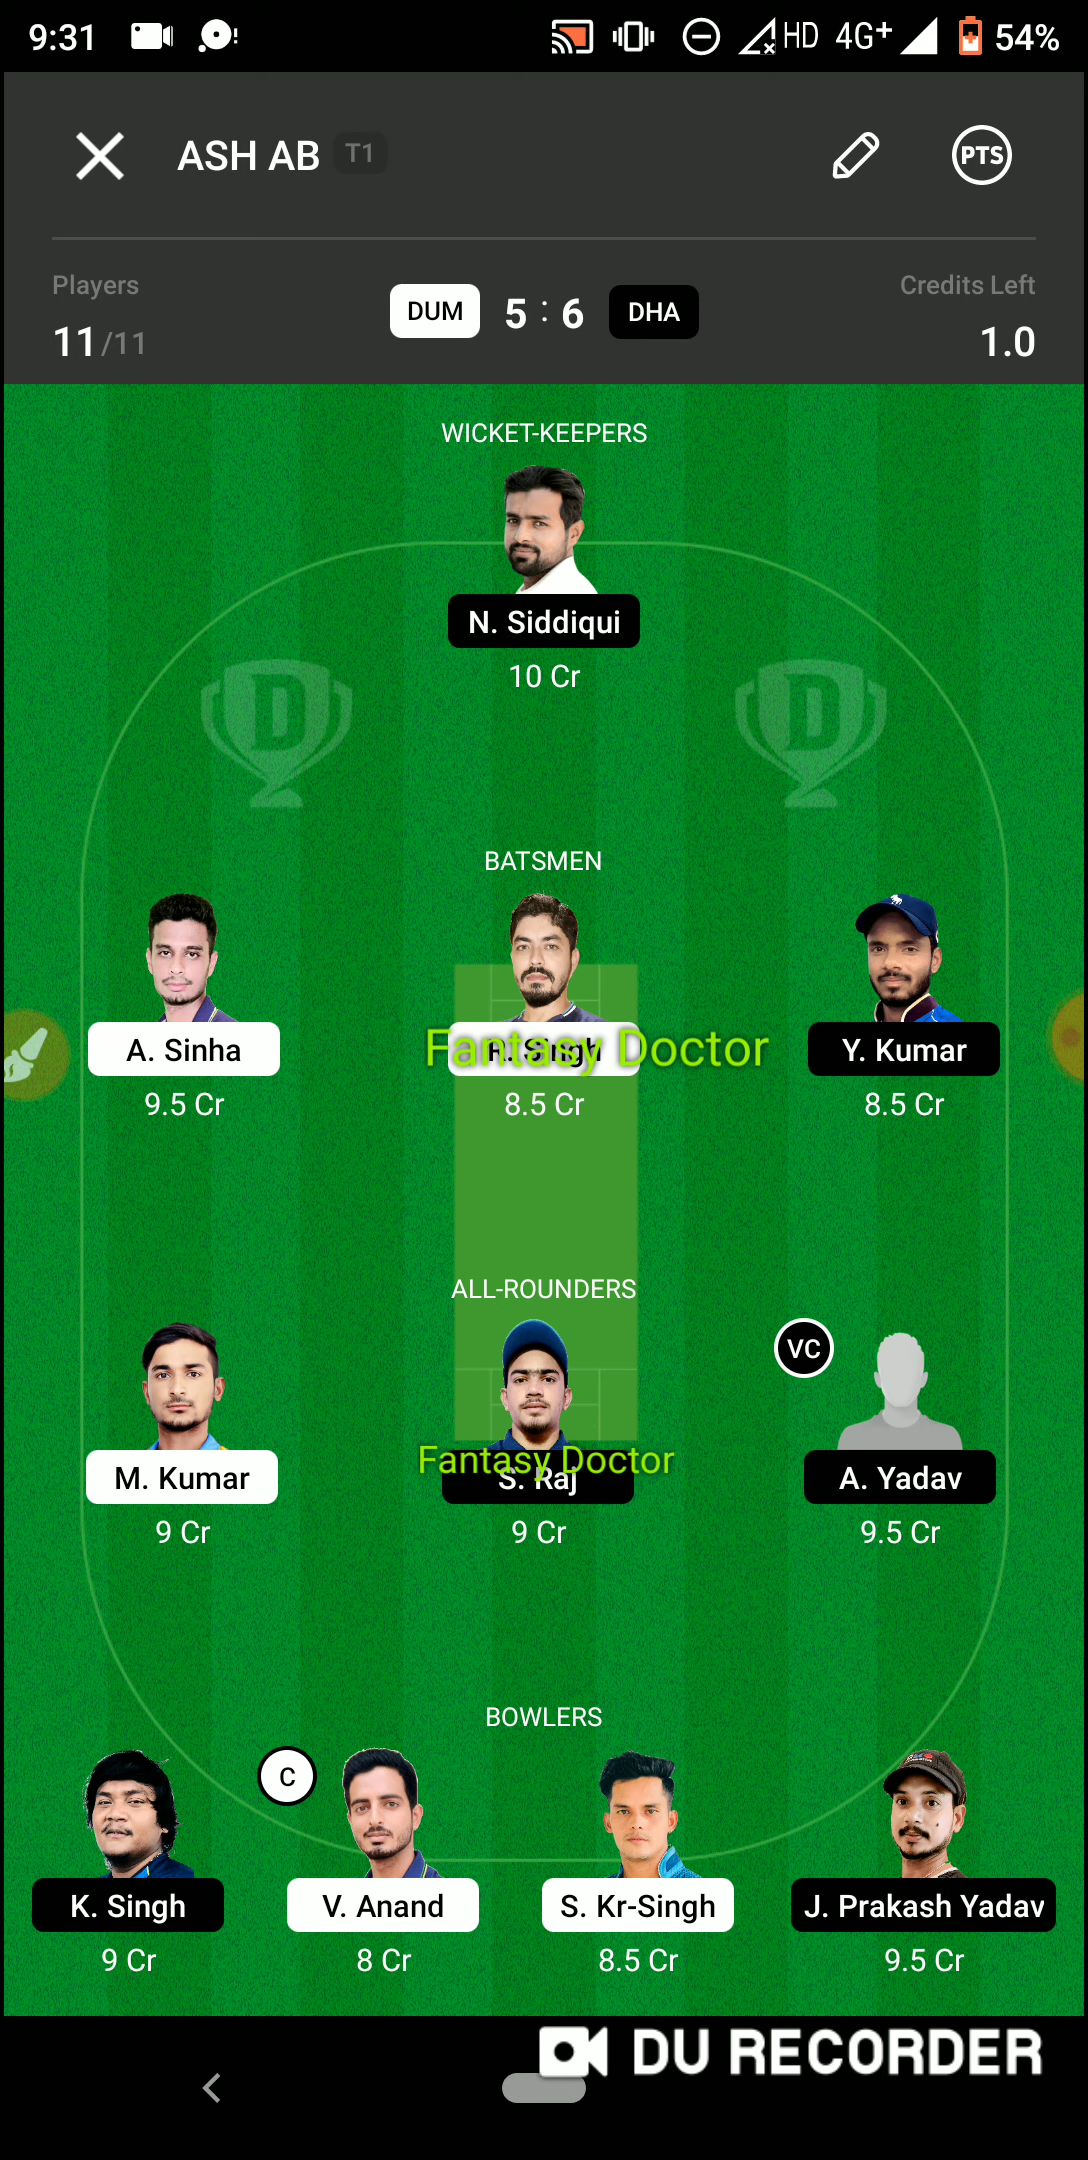 9:31 HD 4G+ 54%
ASH AB T1 PTS
Players DUM 5 : 6 DHA Credits Left
11/11 1.0
WICKET-KEEPERS
N. Siddiqui
10 Cr
D D
BATSMEN
A. Sinha R. Singh Y. Kumar
Fantasy Doctor
9.5 Cr 8.5 Cr 8.5 Cr
ALL-ROUNDERS
VC
Fantasy Doctor
M. Kumar S. Raj A. Yadav
9 Cr 9 Cr 9.5 Cr
BOWLERS
C
K. Singh V. Anand S. Kr-Singh J. Prakash Yadav
9 Cr 8 Cr 8.5 Cr 9.5 Cr
DU RECORDER